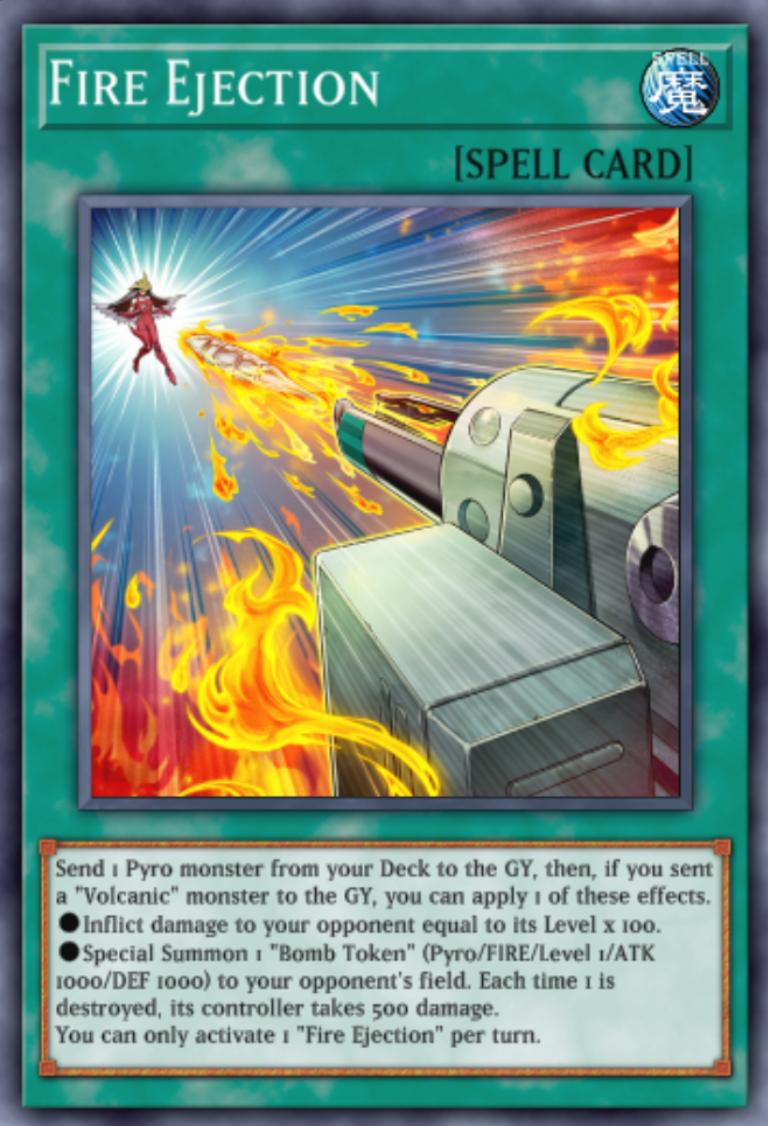 FIRE EJECTION
SPELL
魔
[SPELL CARD]
Send 1 Pyro monster from your Deck to the GY, then, if you sent
a "Volcanic" monster to the GY, you can apply 1 of these effects.
●Inflict damage to your opponent equal to its Level x 100.
●Special Summon 1 "Bomb Token" (Pyro/FIRE/Level 1/ATK
1000/DEF 1000) to your opponent's field. Each time 1 is
destroyed, its controller takes 500 damage.
You can only activate 1 "Fire Ejection" per turn.